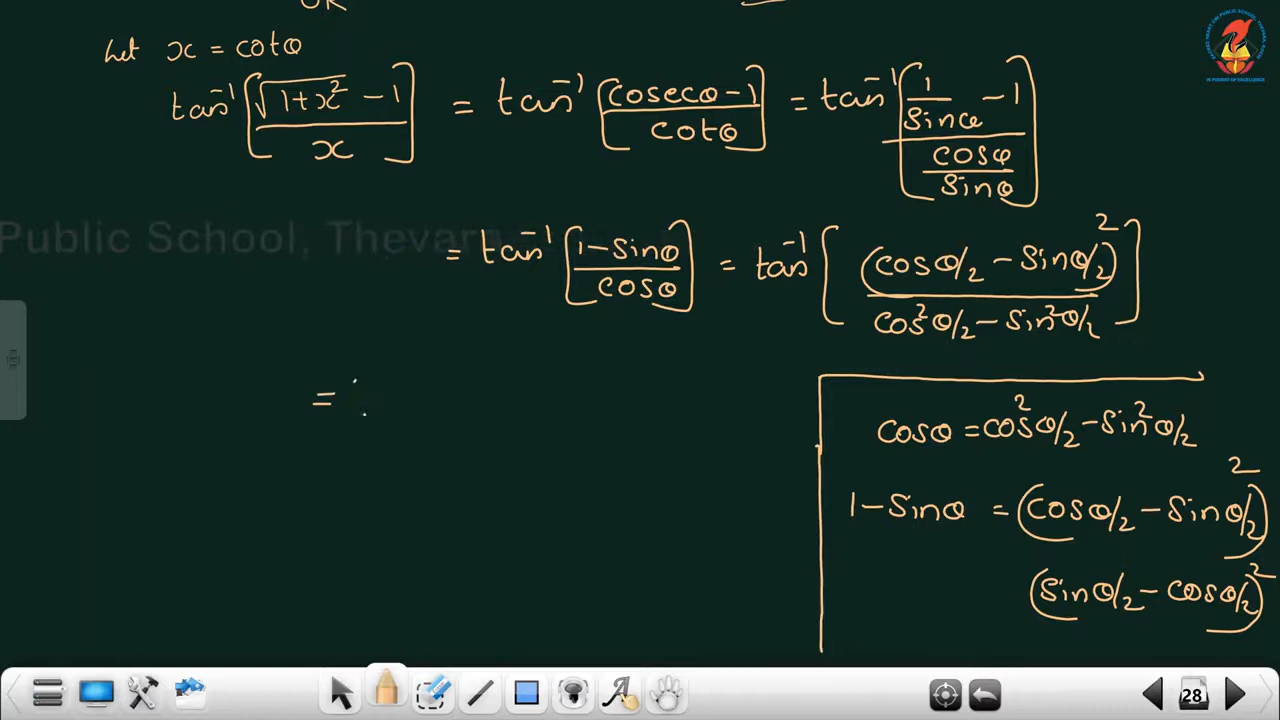 OR
Let x = cotθ
tan⁻¹[(√(1+x²) − 1)/x] = tan⁻¹[(cosecθ − 1)/cotθ] = tan⁻¹[(1/sinθ − 1)/(cosθ/sinθ)]
Public School, Theva
= tan⁻¹[(1 − sinθ)/cosθ] = tan⁻¹[(cosθ/2 − sinθ/2)²/(cos²θ/2 − sin²θ/2)]
=
cosθ = cos²θ/2 − sin²θ/2
1 − sinθ = (cosθ/2 − sinθ/2)²
(sinθ/2 − cosθ/2)²
28